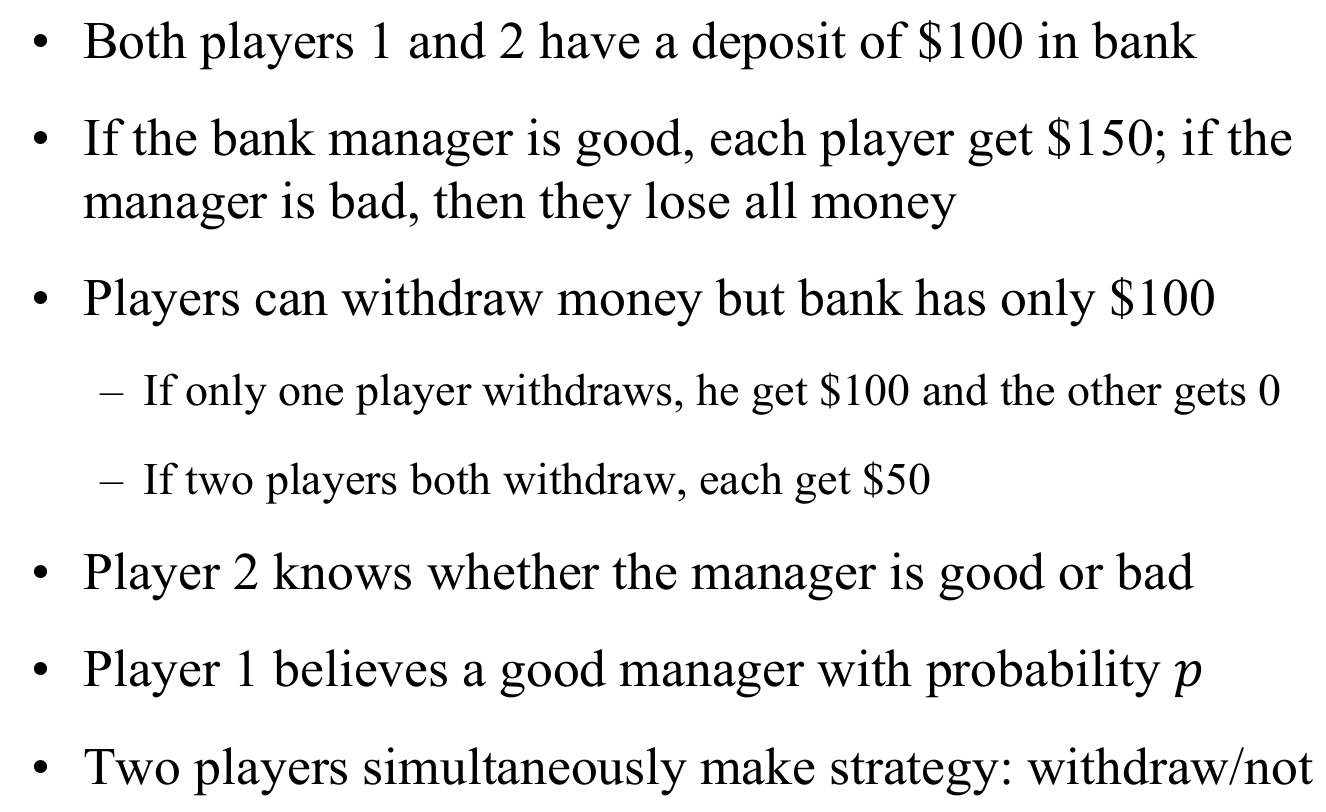 • Both players 1 and 2 have a deposit of $100 in bank
• If the bank manager is good, each player get $150; if the
manager is bad, then they lose all money
• Players can withdraw money but bank has only $100
– If only one player withdraws, he get $100 and the other gets 0
– If two players both withdraw, each get $50
• Player 2 knows whether the manager is good or bad
• Player 1 believes a good manager with probability p
• Two players simultaneously make strategy: withdraw/not